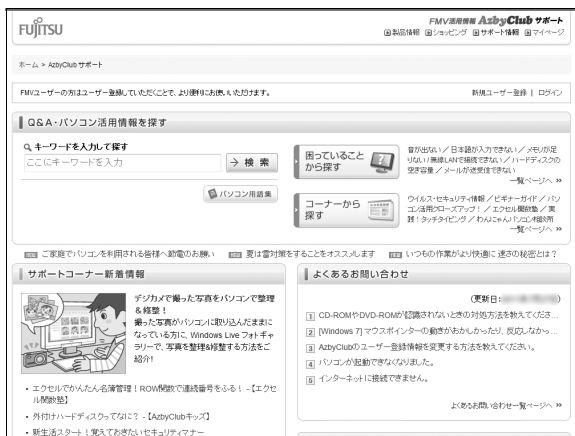 FUJITSU
FMV活用情報 AzbyClub サポート
製品情報 ショッピング サポート情報 マイページ
ホーム > AzbyClub サポート
FMVユーザーの方はユーザー登録していただくことで、より便利にお使いいただけます。
新規ユーザー登録 | ログイン
Q&A・パソコン活用情報を探す
キーワードを入力して探す
ここにキーワードを入力
検 索
パソコン用語集
困っていること
から探す
音が出ない／日本語が入力できない／メモリが足
りない／無線LANで接続できない／ハードディスクの
空き容量／メールが送受信できない
一覧ページへ »
コーナーから
探す
ウイルス・セキュリティ情報／ビギナーガイド／パソ
コン活用クローズアップ！／エクセル関数塾／実
践！タッチタイピング／わんにゃんパソコン相談所
一覧ページへ »
ご家庭でパソコンを利用される皆様へ節電のお願い
夏は雷対策をすることをオススメします
いつもの作業がより快適に 速さの秘密とは？
サポートコーナー新着情報
デジカメで撮った写真をパソコンで整理
&修整！
撮った写真がパソコンに取り込んだままに
なっている方に、Windows Live フォトギャ
ラリーで、写真を整理&修整する方法をご
紹介!
・エクセルでかんたん名簿管理！ROW関数で連続番号をふる！ -【エクセ
ル関数塾】
・外付けハードディスクってなに？ -【AzbyClubキッズ】
・新生活スタート！覚えておきたいセキュリティマナー
よくあるお問い合わせ
(更新日:
1 CD-ROMやDVD-ROMが認識されないときの対処方法を教えてくださ...
2 [Windows 7] マウスポインターの動きがおかしかったり、反応しなかっ...
3 AzbyClubのユーザー登録情報を変更する方法を教えてください。
4 パソコンが起動できなくなりました。
5 インターネットに接続できません。
よくあるお問い合わせ一覧ページへ »